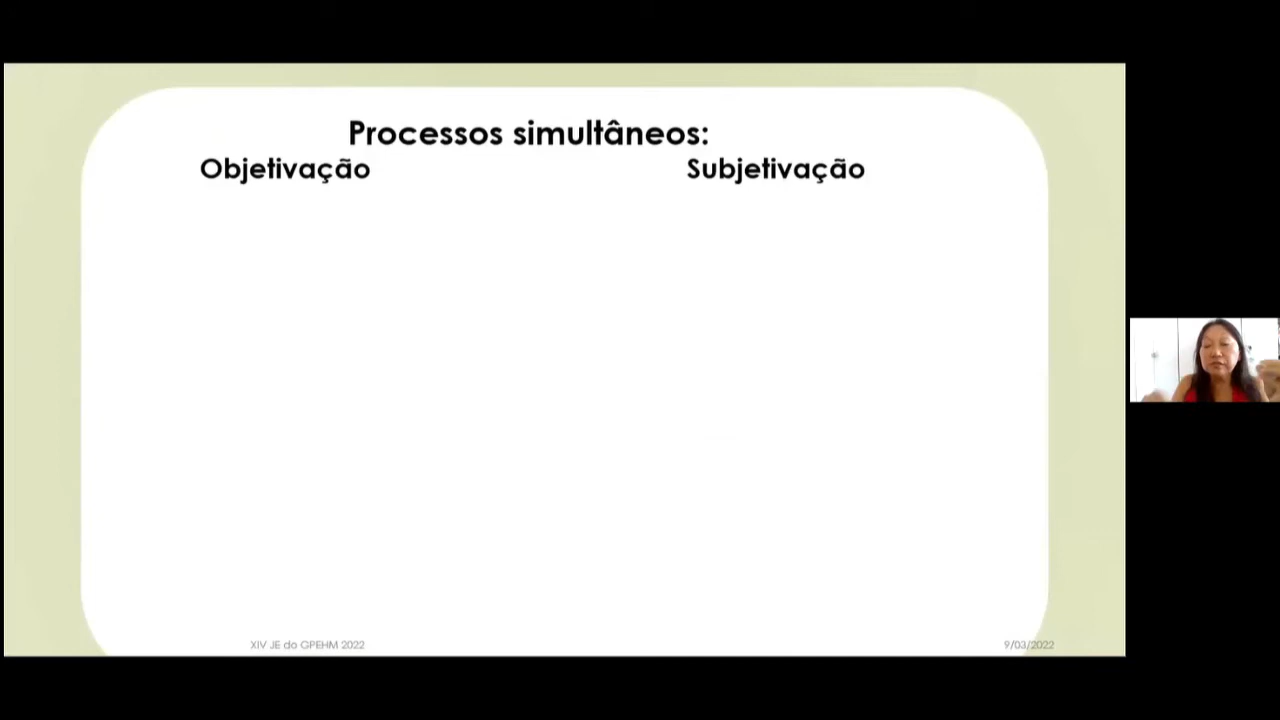 Processos simultâneos:
Objetivação Subjetivação
XIV JE do GPEHM 2022 9/03/2022